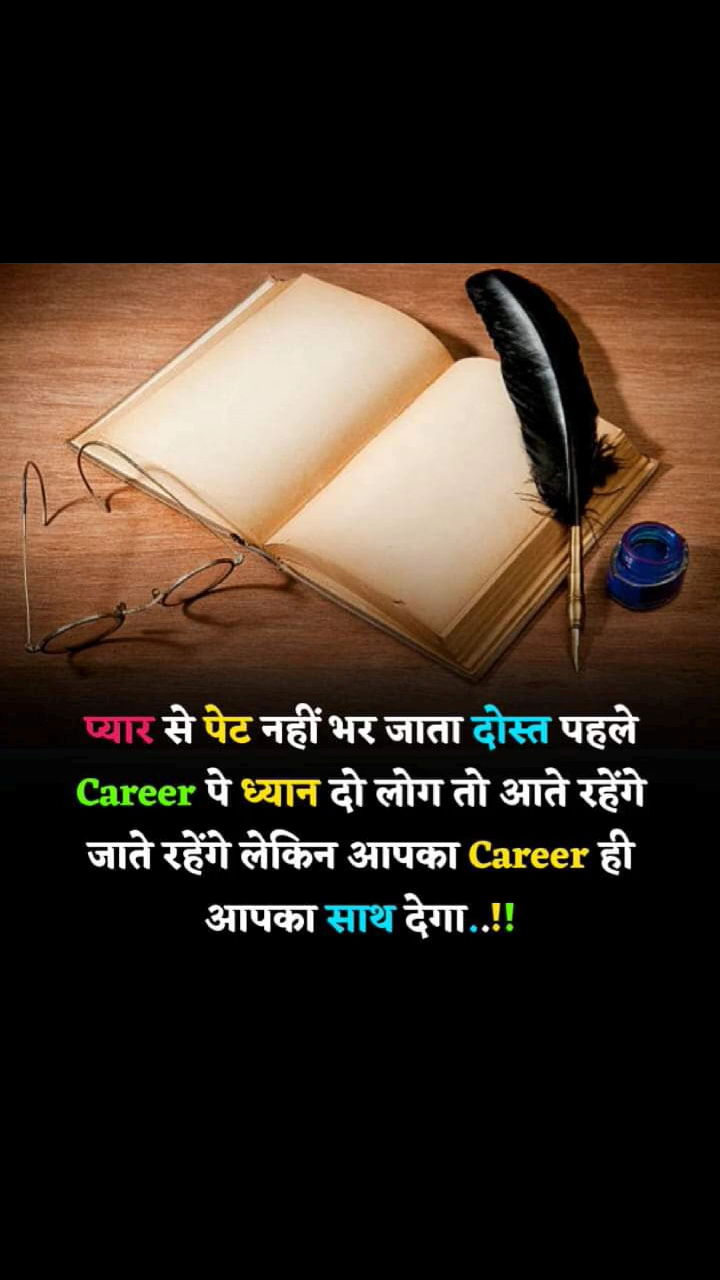 प्यार से पेट नहीं भर जाता दोस्त पहले
Career पे ध्यान दो लोग तो आते रहेंगे
जाते रहेंगे लेकिन आपका Career ही
आपका साथ देगा..!!